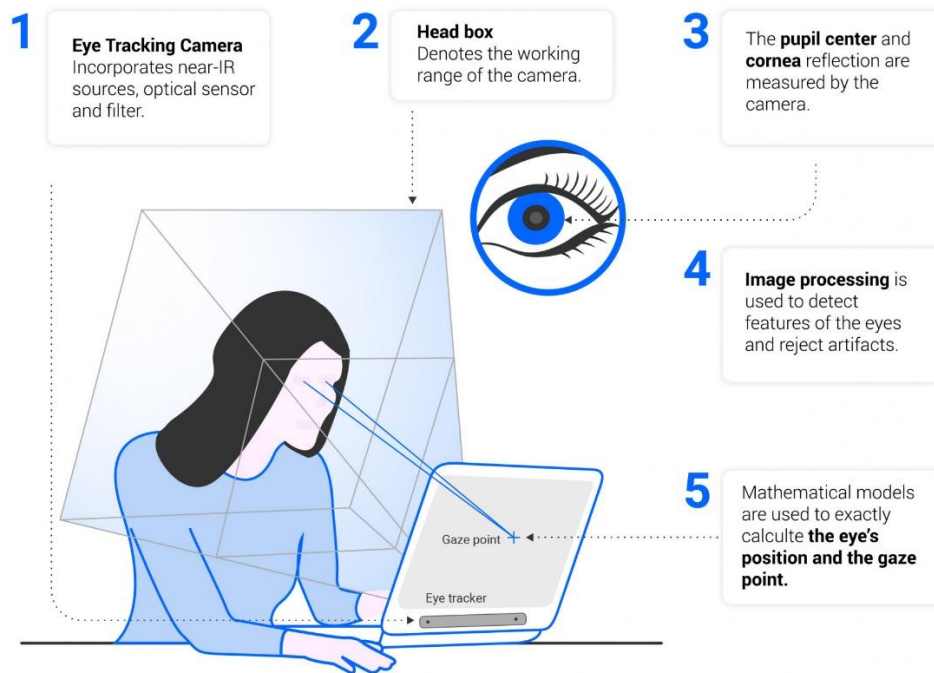 1
Eye Tracking Camera
Incorporates near-IR
sources, optical sensor
and filter.
2
Head box
Denotes the working
range of the camera.
3
The pupil center and
cornea reflection are
measured by the
camera.
4
Image processing is
used to detect
features of the eyes
and reject artifacts.
5
Mathematical models
are used to exactly
calculte the eye's
position and the gaze
point.
Gaze point
Eye tracker